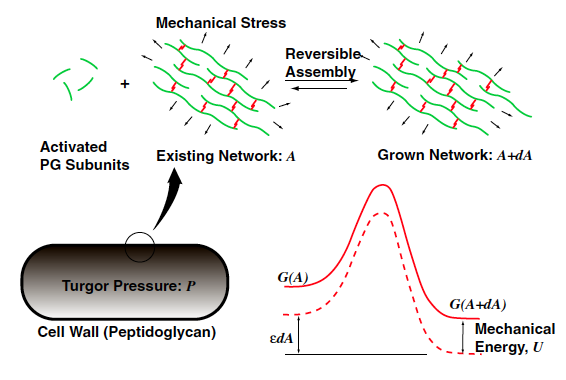 Mechanical Stress
Reversible
Assembly
+
Activated
PG Subunits
Existing Network: A
Grown Network: A+dA
Turgor Pressure: P
Cell Wall (Peptidoglycan)
G(A)
G(A+dA)
εdA
Mechanical
Energy, U